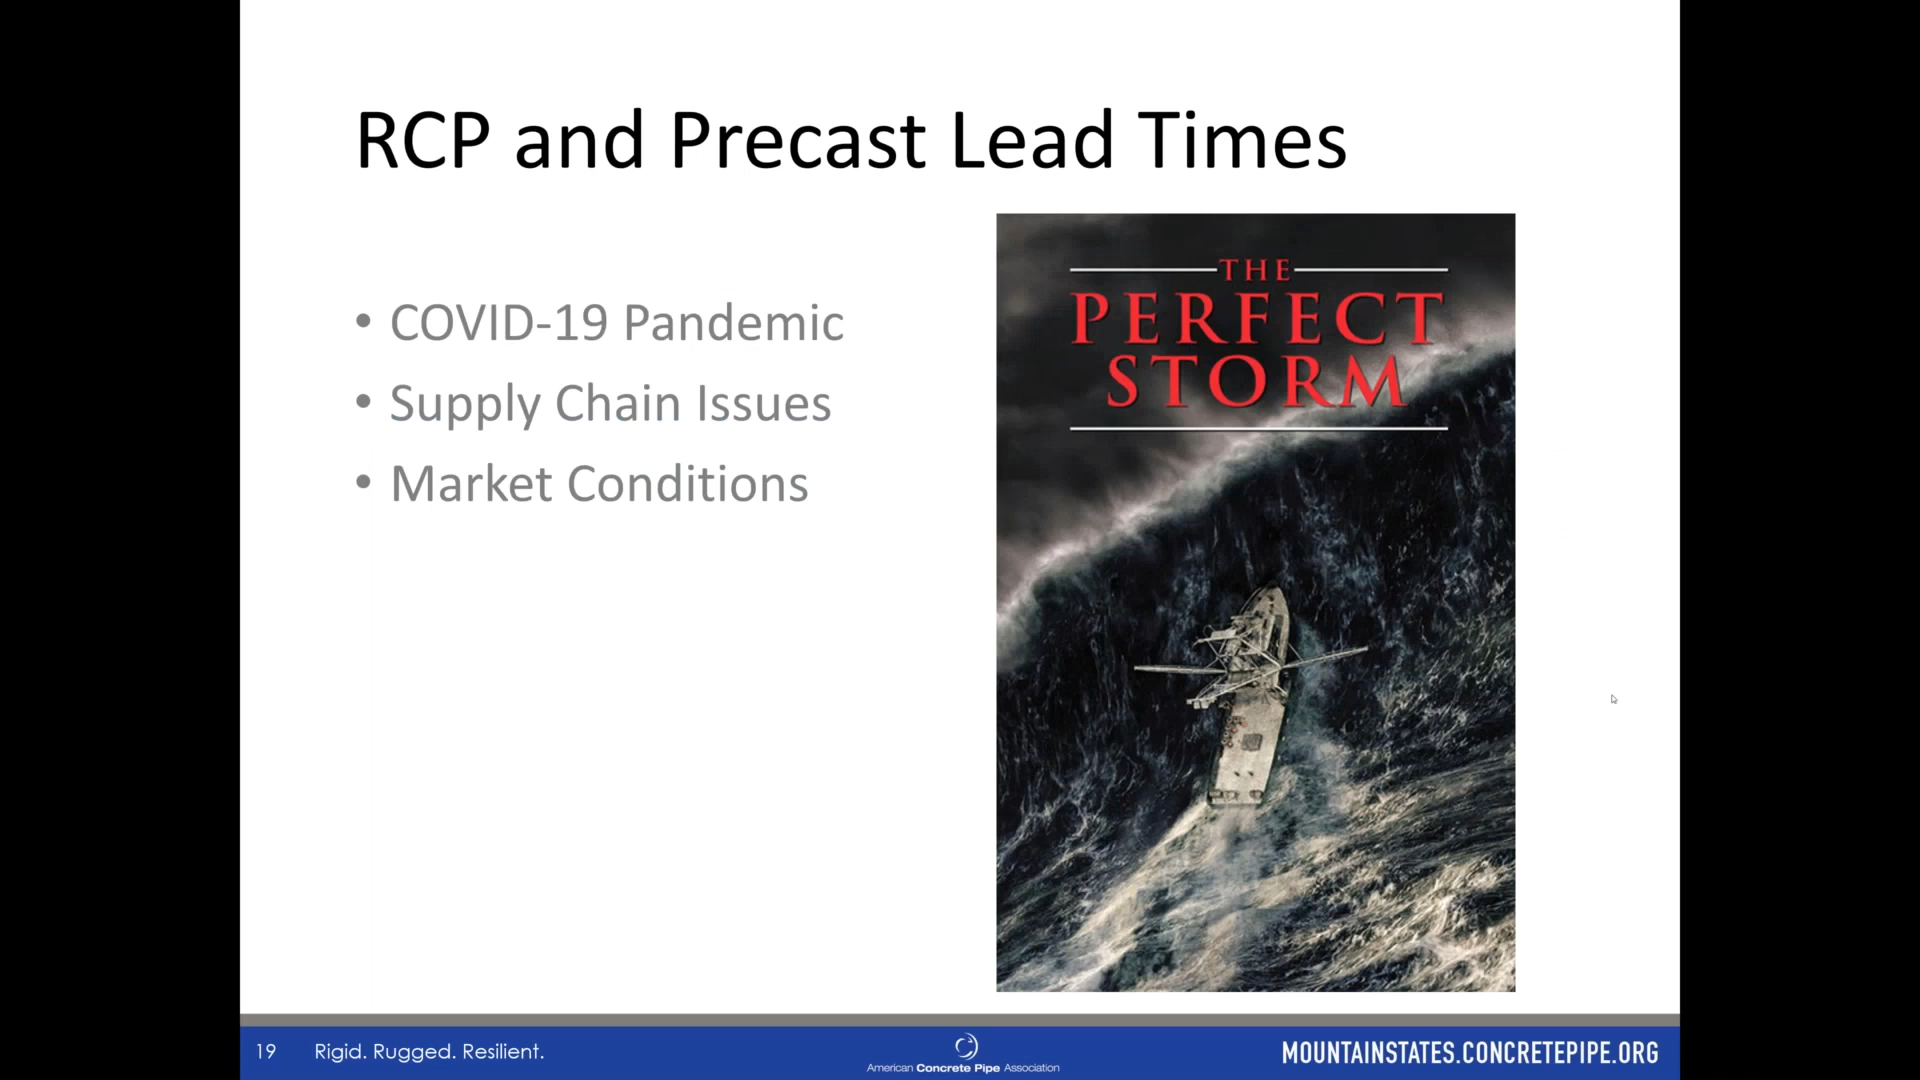 RCP and Precast Lead Times
• COVID-19 Pandemic
• Supply Chain Issues
• Market Conditions
THE
PERFECT
STORM
19
Rigid. Rugged. Resilient.
American Concrete Pipe Association
MOUNTAINSTATES.CONCRETEPIPE.ORG